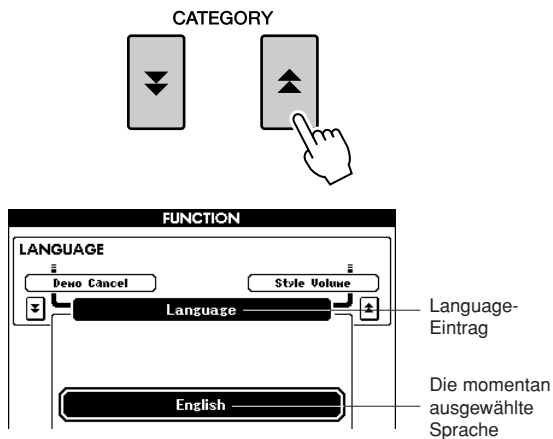 CATEGORY
FUNCTION
LANGUAGE
Demo Cancel
Style Volume
Language
Language-
Eintrag
English
Die momentan
ausgewählte
Sprache